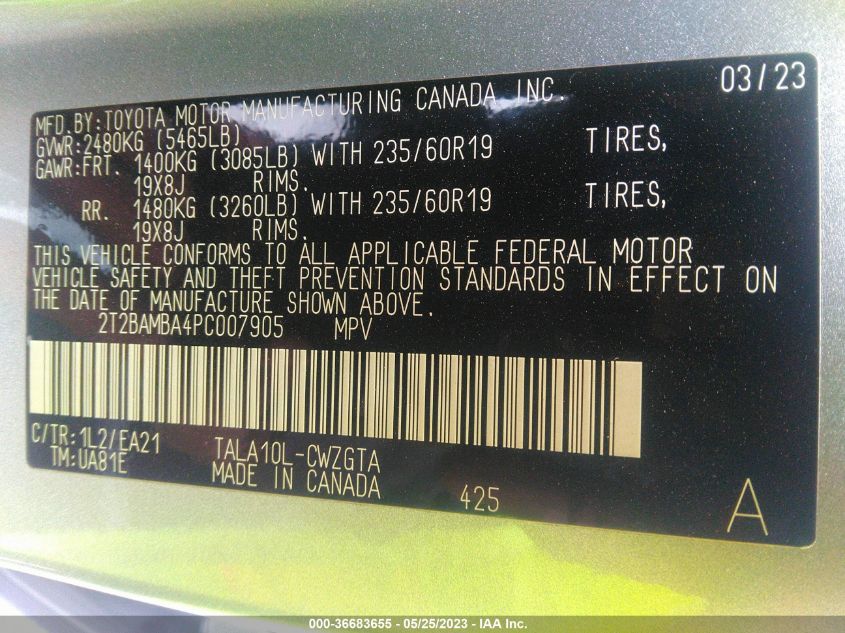 03/23
MFD.BY:TOYOTA MOTOR MANUFACTURING CANADA INC.
GVWR:2480KG (5465LB)
GAWR:FRT. 1400KG (3085LB) WITH 235/60R19 TIRES,
19X8J RIMS.
RR. 1480KG (3260LB) WITH 235/60R19 TIRES,
19X8J RIMS.
THIS VEHICLE CONFORMS TO ALL APPLICABLE FEDERAL MOTOR
VEHICLE SAFETY AND THEFT PREVENTION STANDARDS IN EFFECT ON
THE DATE OF MANUFACTURE SHOWN ABOVE.
2T2BAMBA4PC007905 MPV
C/TR:1L2/EA21 TALA10L-CWZGTA
TM:UA81E MADE IN CANADA 425 A
000-36683655 - 05/25/2023 - IAA Inc.